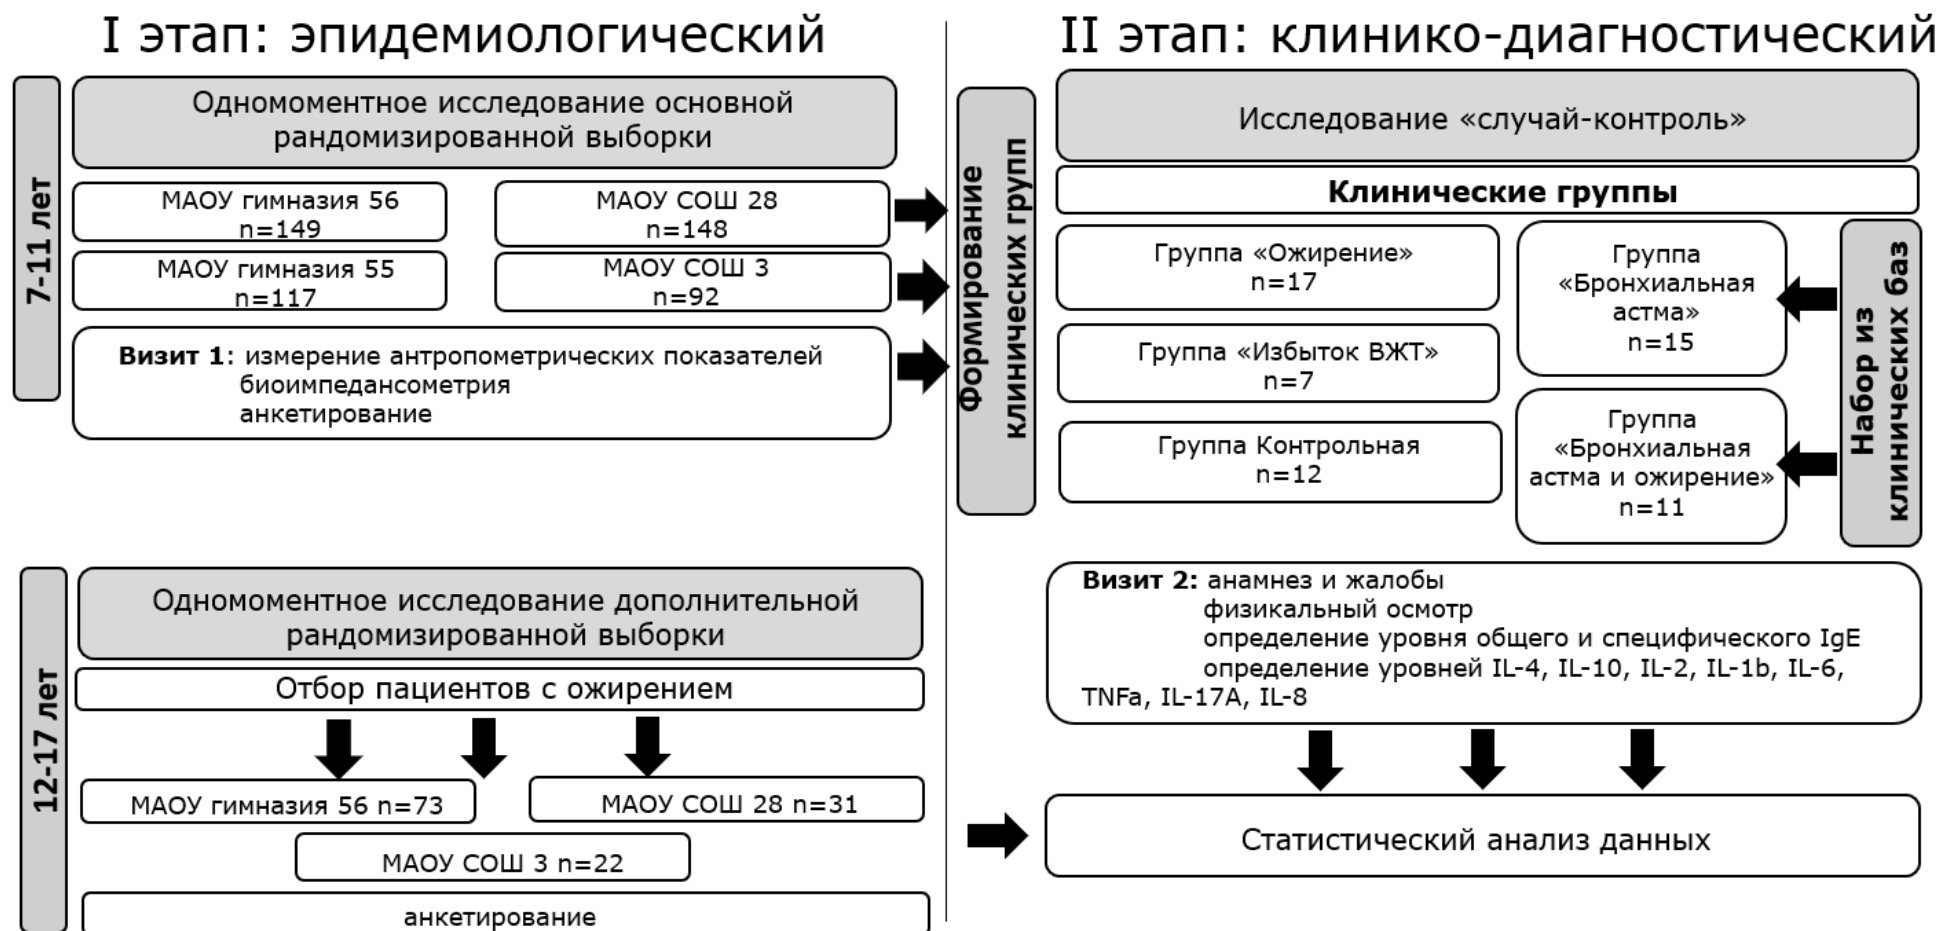 I этап: эпидемиологический
7-11 лет
Одномоментное исследование основной
рандомизированной выборки
МАОУ гимназия 56
n=149
МАОУ СОШ 28
n=148
МАОУ гимназия 55
n=117
МАОУ СОШ 3
n=92
Визит 1: измерение антропометрических показателей
биоимпедансометрия
анкетирование
12-17 лет
Одномоментное исследование дополнительной
рандомизированной выборки
Отбор пациентов с ожирением
МАОУ гимназия 56 n=73
МАОУ СОШ 28 n=31
МАОУ СОШ 3 n=22
анкетирование
Формирование
клинических групп
II этап: клинико-диагностический
Исследование «случай-контроль»
Клинические группы
Группа «Ожирение»
n=17
Группа «Избыток ВЖТ»
n=7
Группа Контрольная
n=12
Группа
«Бронхиальная
астма»
n=15
Группа
«Бронхиальная
астма и ожирение»
n=11
Набор из
клинических баз
Визит 2: анамнез и жалобы
физикальный осмотр
определение уровня общего и специфического IgE
определение уровней IL-4, IL-10, IL-2, IL-1b, IL-6,
TNFa, IL-17A, IL-8
Статистический анализ данных